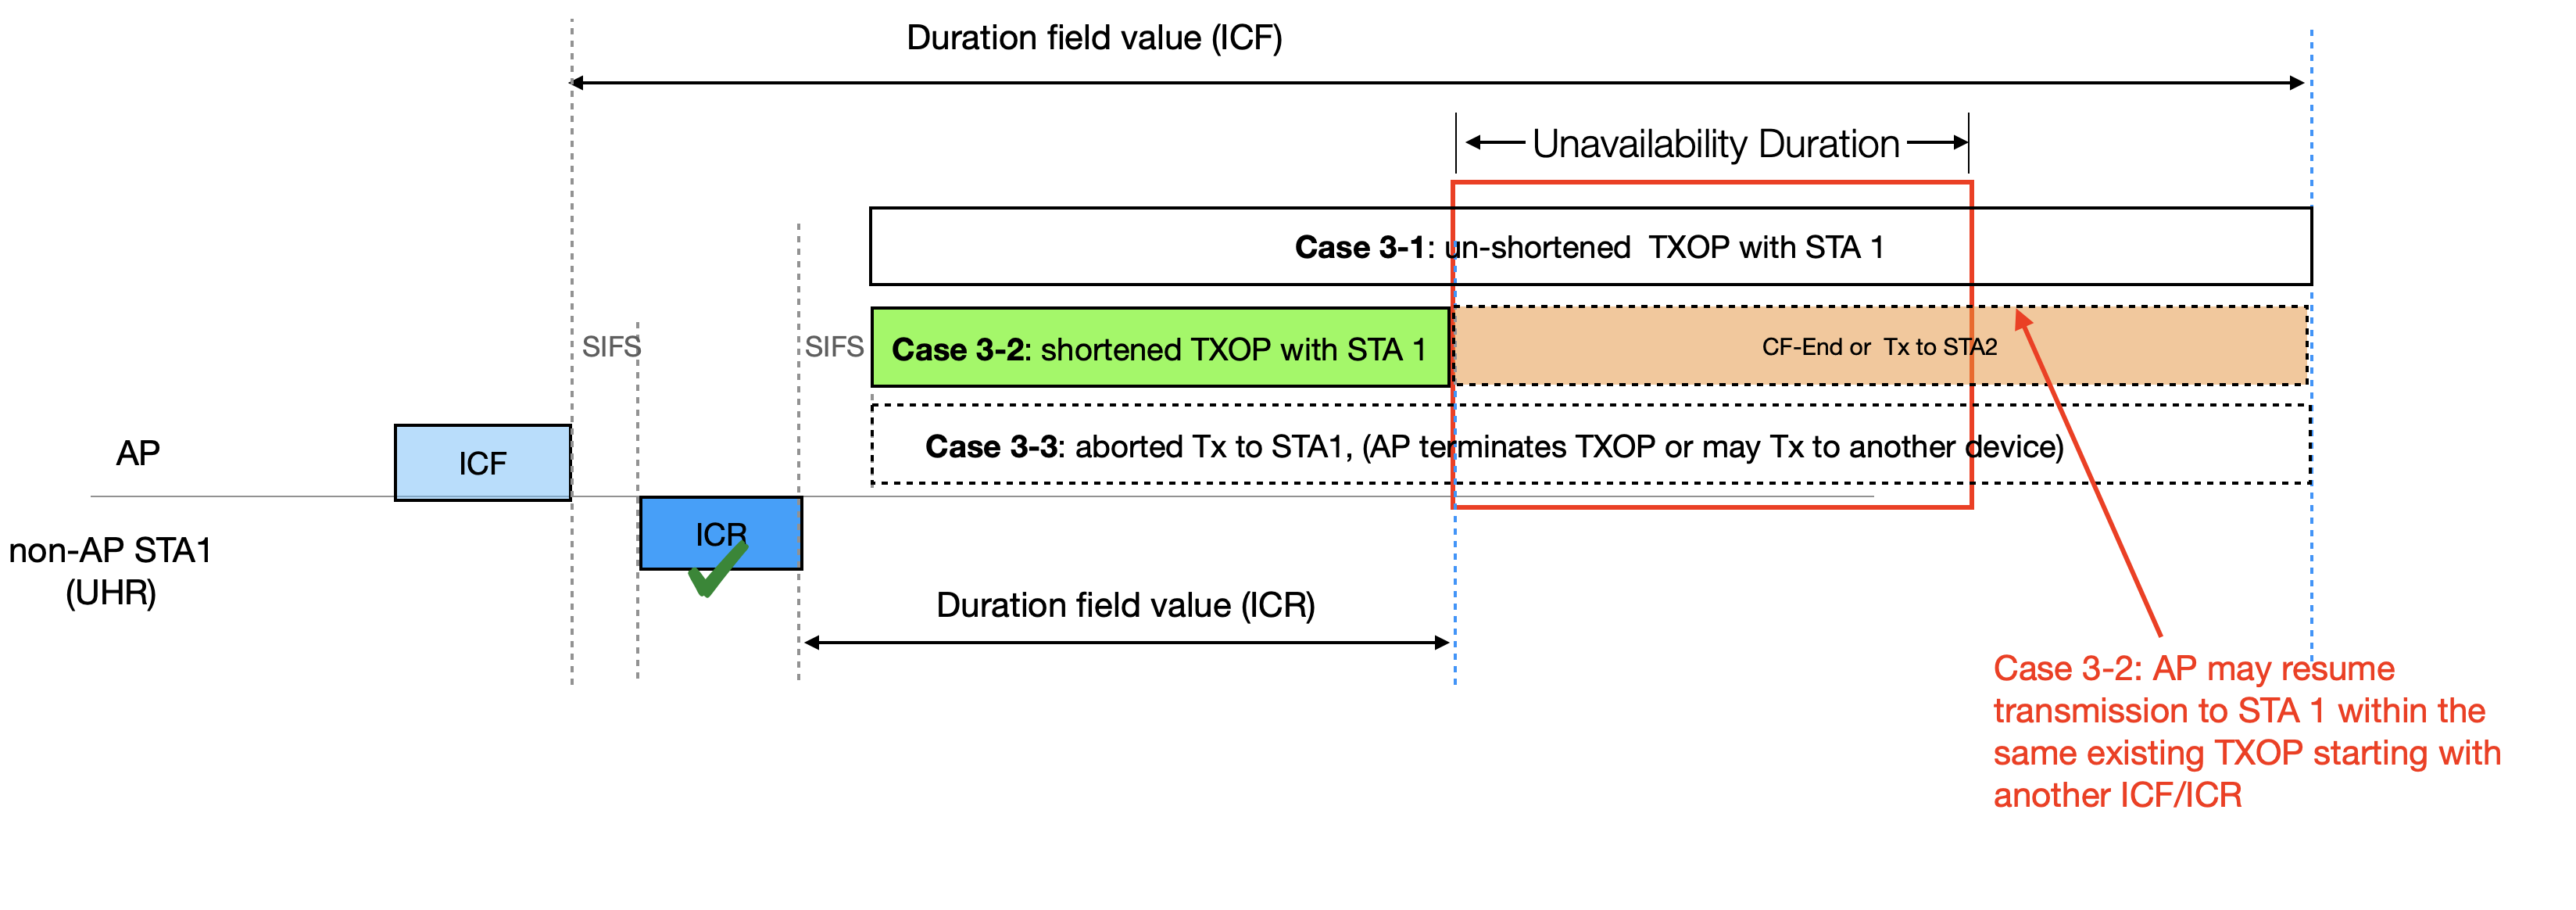 Duration field value (ICF)
Unavailability Duration
Case 3-1: un-shortened TXOP with STA 1
SIFS
SIFS
Case 3-2: shortened TXOP with STA 1
CF-End or Tx to STA2
Case 3-3: aborted Tx to STA1, (AP terminates TXOP or may Tx to another device)
AP
ICF
ICR
non-AP STA1
(UHR)
Duration field value (ICR)
Case 3-2: AP may resume
transmission to STA 1 within the
same existing TXOP starting with
another ICF/ICR